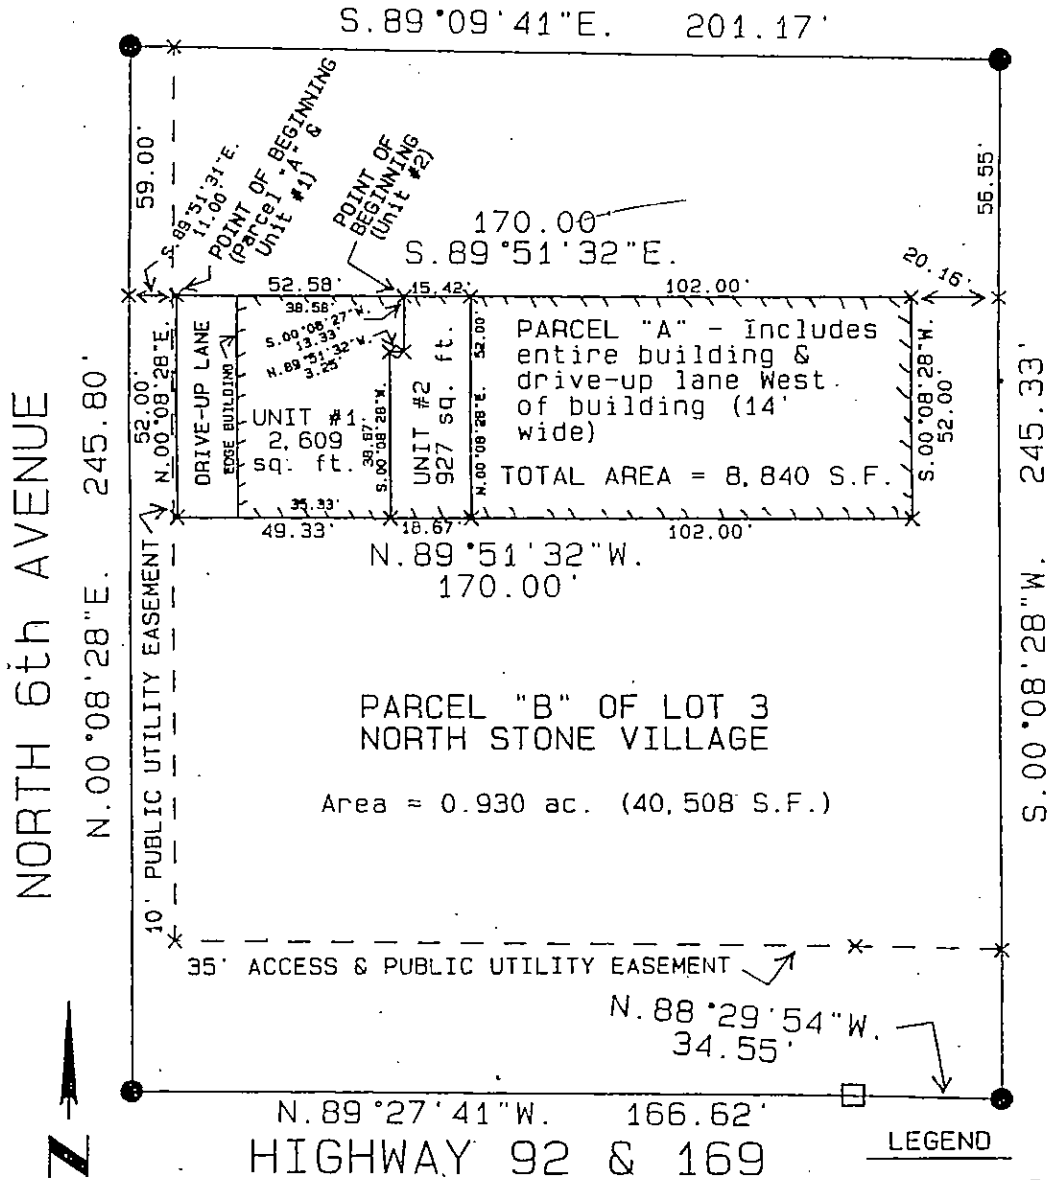 S.89°09'41"E. 201.17'
59.00'
S.89°51'31"E.
11.00'
POINT OF BEGINNING
(Parcel "A" &
Unit #1)
POINT OF
BEGINNING
(Unit #2)
56.55'
170.00
S.89°51'32"E.
20.16'
52.58' 15.42' 102.00'
38.58'
S.00°08'27"W.
13.33'
N.89°51'32"W.
3.25'
N.00°08'28"E.
52.00'
DRIVE-UP LANE
EDGE BUILDING
UNIT #1
2,609
sq. ft.
38.67'
S.00°08'28"W.
UNIT #2
927 sq. ft.
52.00'
N.00°08'28"E.
PARCEL "A" - Includes
entire building &
drive-up lane West
of building (14'
wide)
TOTAL AREA = 8,840 S.F.
S.00°08'28"W.
52.00'
35.33'
49.33' 18.67' 102.00'
N.89°51'32"W.
170.00'
NORTH 6th AVENUE
N.00°08'28"E. 245.80'
10' PUBLIC UTILITY EASEMENT
S.00°08'28"W. 245.33'
PARCEL "B" OF LOT 3
NORTH STONE VILLAGE
Area = 0.930 ac. (40,508 S.F.)
35' ACCESS & PUBLIC UTILITY EASEMENT
N.88°29'54"W.
34.55'
N.89°27'41"W. 166.62'
HIGHWAY 92 & 169
LEGEND
N